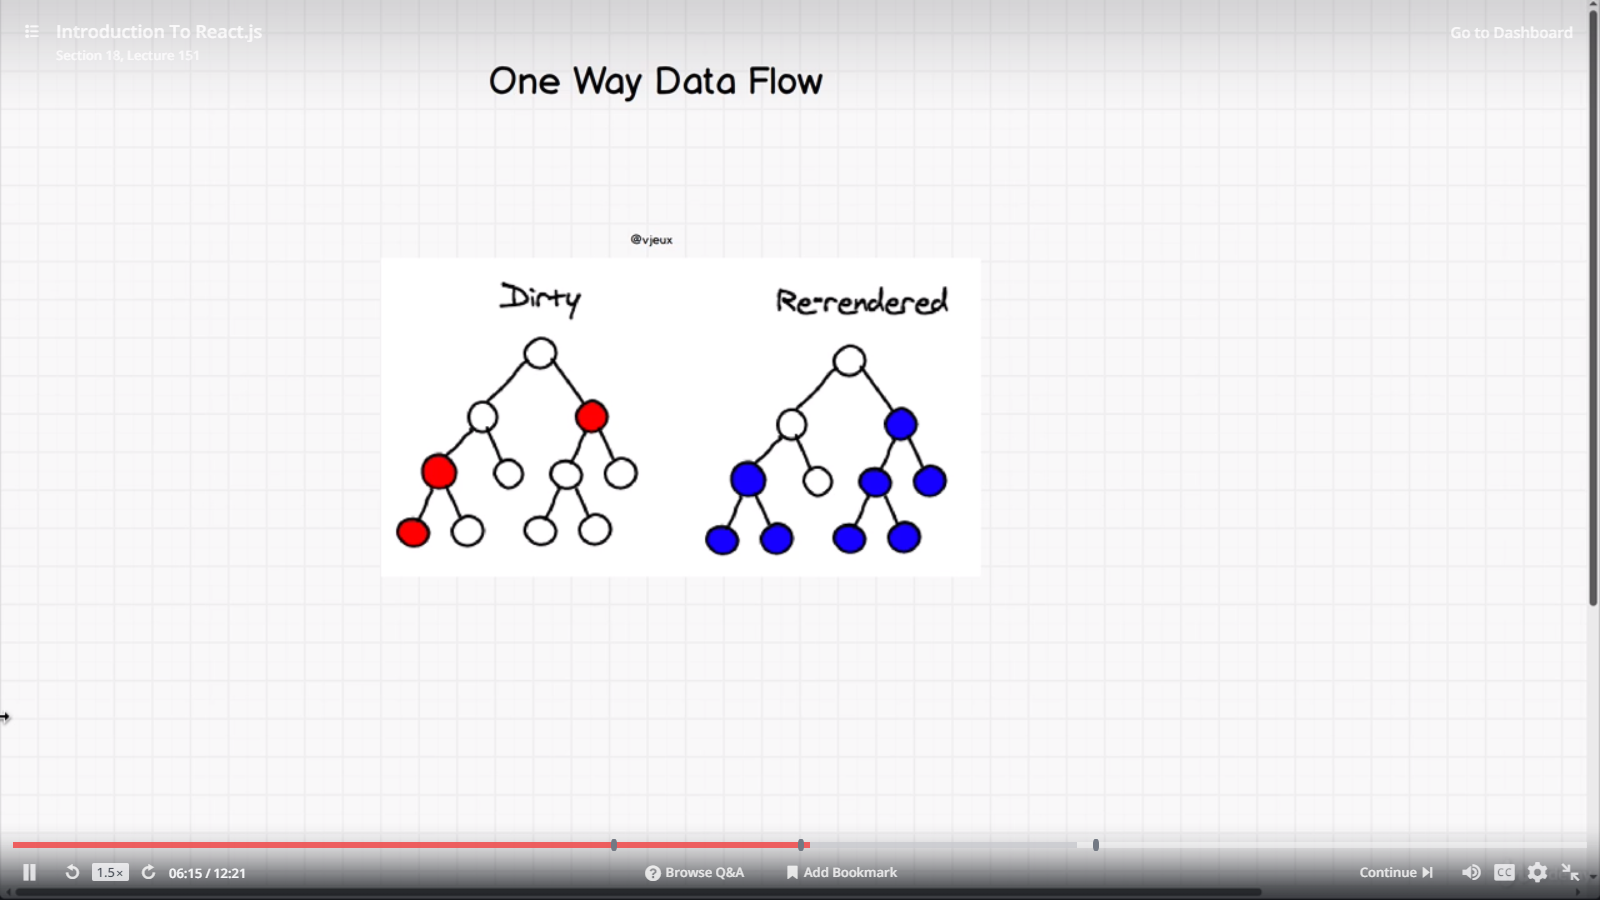 Introduction To React.js
Go to Dashboard
Section 18, Lecture 151
One Way Data Flow
@vjeux
Dirty
Re-rendered
1.5×
06:15 / 12:21
? Browse Q&A
Add Bookmark
Continue
CC